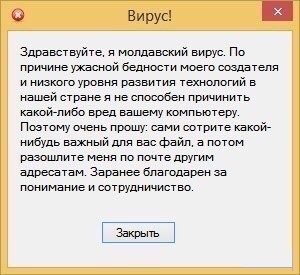 Вирус!
Здравствуйте, я молдавский вирус. По
причине ужасной бедности моего создателя
и низкого уровня развития технологий в
нашей стране я не способен причинить
какой-либо вред вашему компьютеру.
Поэтому очень прошу: сами сотрите какой-
нибудь важный для вас файл, а потом
разошлите меня по почте другим
адресатам. Заранее благодарен за
понимание и сотрудничиство.
Закрыть